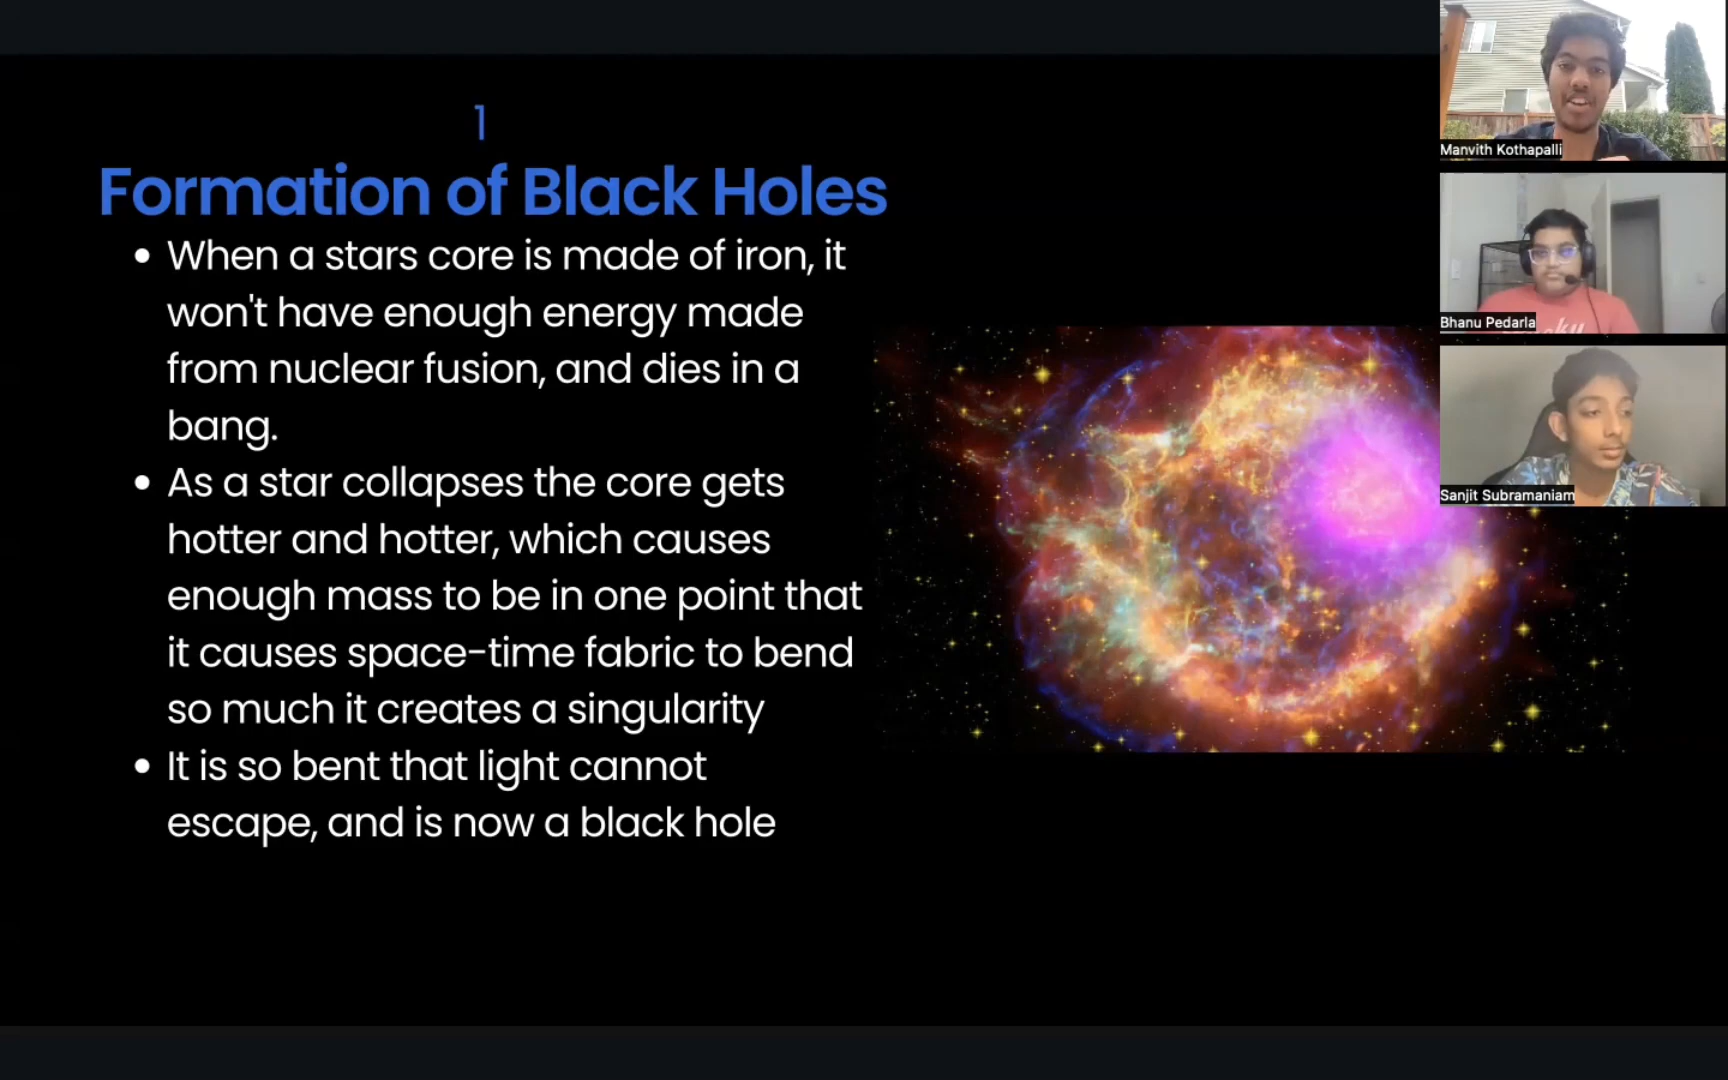 1
Formation of Black Holes
• When a stars core is made of iron, it
won't have enough energy made
from nuclear fusion, and dies in a
bang.
• As a star collapses the core gets
hotter and hotter, which causes
enough mass to be in one point that
it causes space-time fabric to bend
so much it creates a singularity
• It is so bent that light cannot
escape, and is now a black hole
Manvith Kothapalli
Bhanu Pedarla
Sanjit Subramaniam